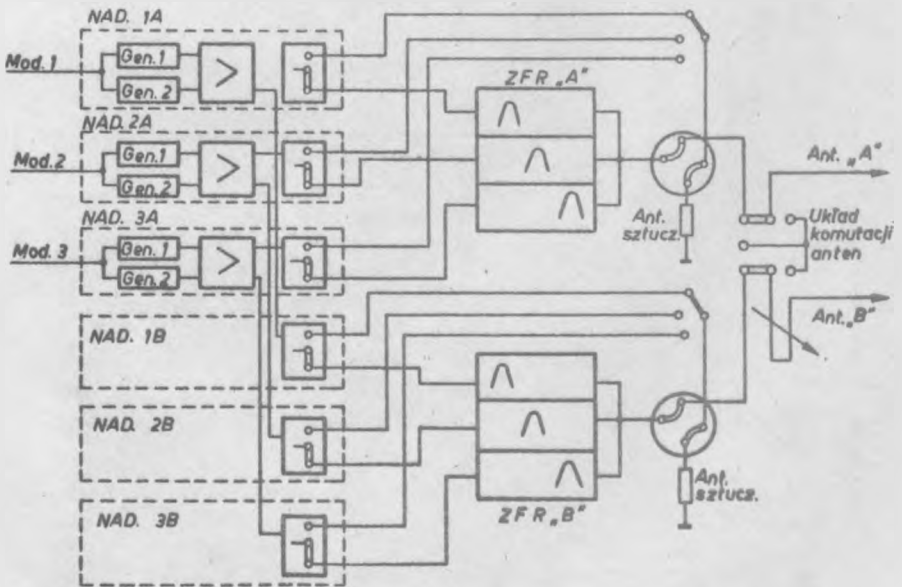 NAD. 1A
Mod. 1
Gen. 1
Gen. 2
>
NAD. 2A
Mod. 2
Gen. 1
Gen. 2
>
NAD. 3A
Mod. 3
Gen. 1
Gen. 2
>
NAD. 1B
NAD. 2B
NAD. 3B
ZFR „A"
Ant.
sztucz.
Ant. „A"
Układ
komutacji
anten
Ant. „B"
ZFR „B"
Ant.
sztucz.